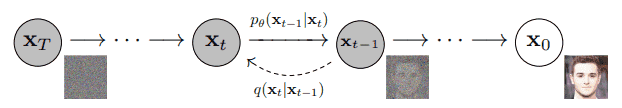 p_θ(x_{t−1}|x_t)
x_T ⟶ ⋯ ⟶ x_t ⟶ x_{t−1} ⟶ ⋯ ⟶ x_0
q(x_t|x_{t−1})